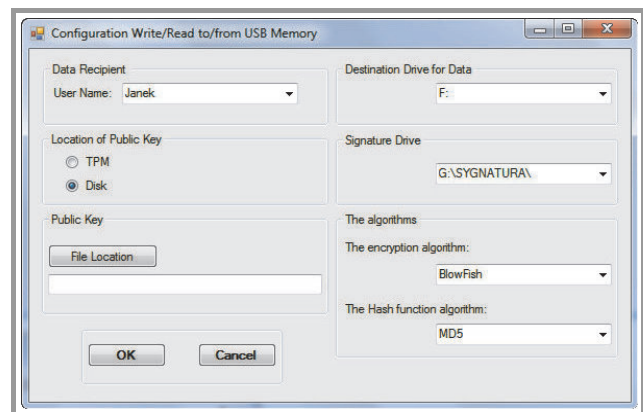 Configuration Write/Read to/from USB Memory
Data Recipient
User Name: Janek
Location of Public Key
TPM
Disk
Public Key
File Location
OK Cancel
Destination Drive for Data
F:
Signature Drive
G:\SYGNATURA\
The algorithms
The encryption algorithm:
BlowFish
The Hash function algorithm:
MD5